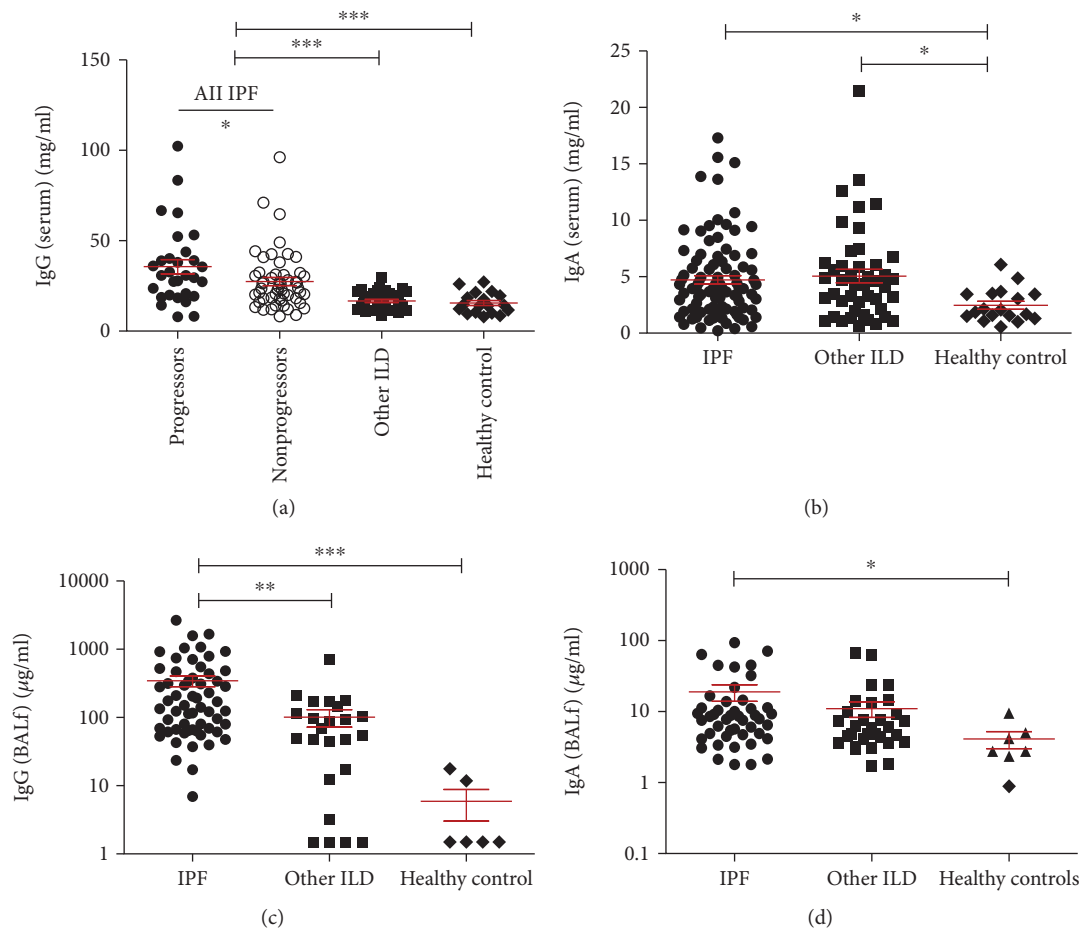 ***
***
150
100
50
0
IgG (serum) (mg/ml)
AII IPF
*
Progressors
Nonprogressors
Other ILD
Healthy control
(a)
*
*
25
20
15
10
5
0
IgA (serum) (mg/ml)
IPF
Other ILD
Healthy control
(b)
***
**
10000
1000
100
10
1
IgG (BALf) (μg/ml)
IPF
Other ILD
Healthy control
(c)
*
1000
100
10
1
0.1
IgA (BALf) (μg/ml)
IPF
Other ILD
Healthy controls
(d)